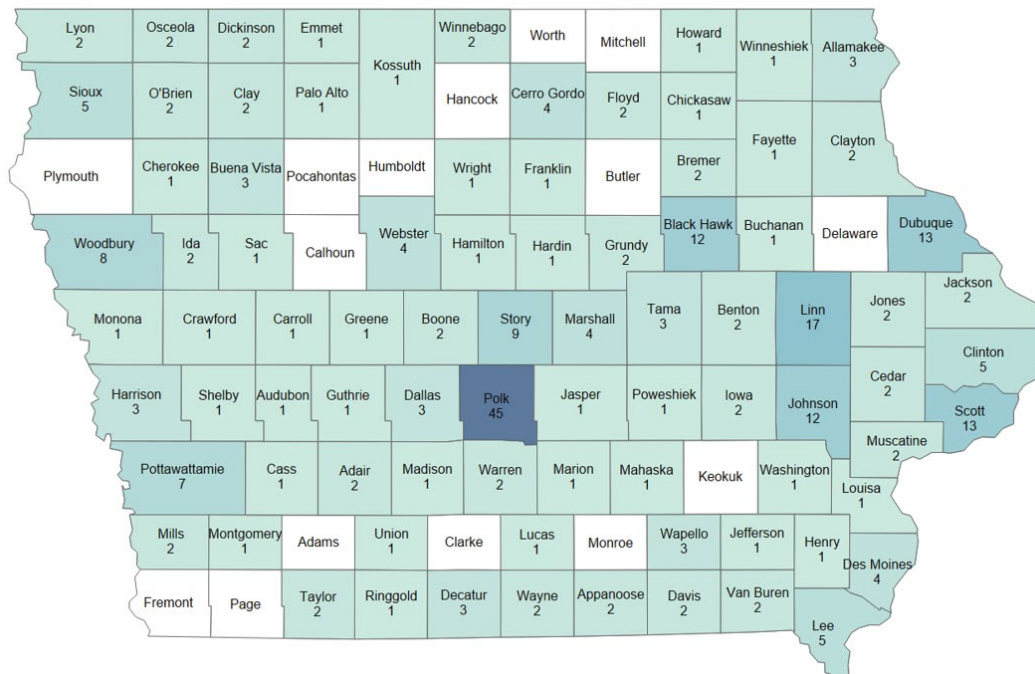 Lyon
2
Osceola
2
Dickinson
2
Emmet
1
Kossuth
1
Winnebago
2
Worth
Mitchell
Howard
1
Winneshiek
1
Allamakee
3
Sioux
5
O'Brien
2
Clay
2
Palo Alto
1
Hancock
Cerro Gordo
4
Floyd
2
Chickasaw
1
Plymouth
Cherokee
1
Buena Vista
3
Pocahontas
Humboldt
Wright
1
Franklin
1
Butler
Bremer
2
Fayette
1
Clayton
2
Woodbury
8
Ida
2
Sac
1
Calhoun
Webster
4
Hamilton
1
Hardin
1
Grundy
2
Black Hawk
12
Buchanan
1
Delaware
Dubuque
13
Monona
1
Crawford
1
Carroll
1
Greene
1
Boone
2
Story
9
Marshall
4
Tama
3
Benton
2
Linn
17
Jones
2
Jackson
2
Clinton
5
Harrison
3
Shelby
1
Audubon
1
Guthrie
1
Dallas
3
Polk
45
Jasper
1
Poweshiek
1
Iowa
2
Johnson
12
Cedar
2
Scott
13
Muscatine
2
Pottawattamie
7
Cass
1
Adair
2
Madison
1
Warren
2
Marion
1
Mahaska
1
Keokuk
Washington
1
Louisa
1
Mills
2
Montgomery
1
Adams
Union
1
Clarke
Lucas
1
Monroe
Wapello
3
Jefferson
1
Henry
1
Des Moines
4
Fremont
Page
Taylor
2
Ringgold
1
Decatur
3
Wayne
2
Appanoose
2
Davis
2
Van Buren
2
Lee
5